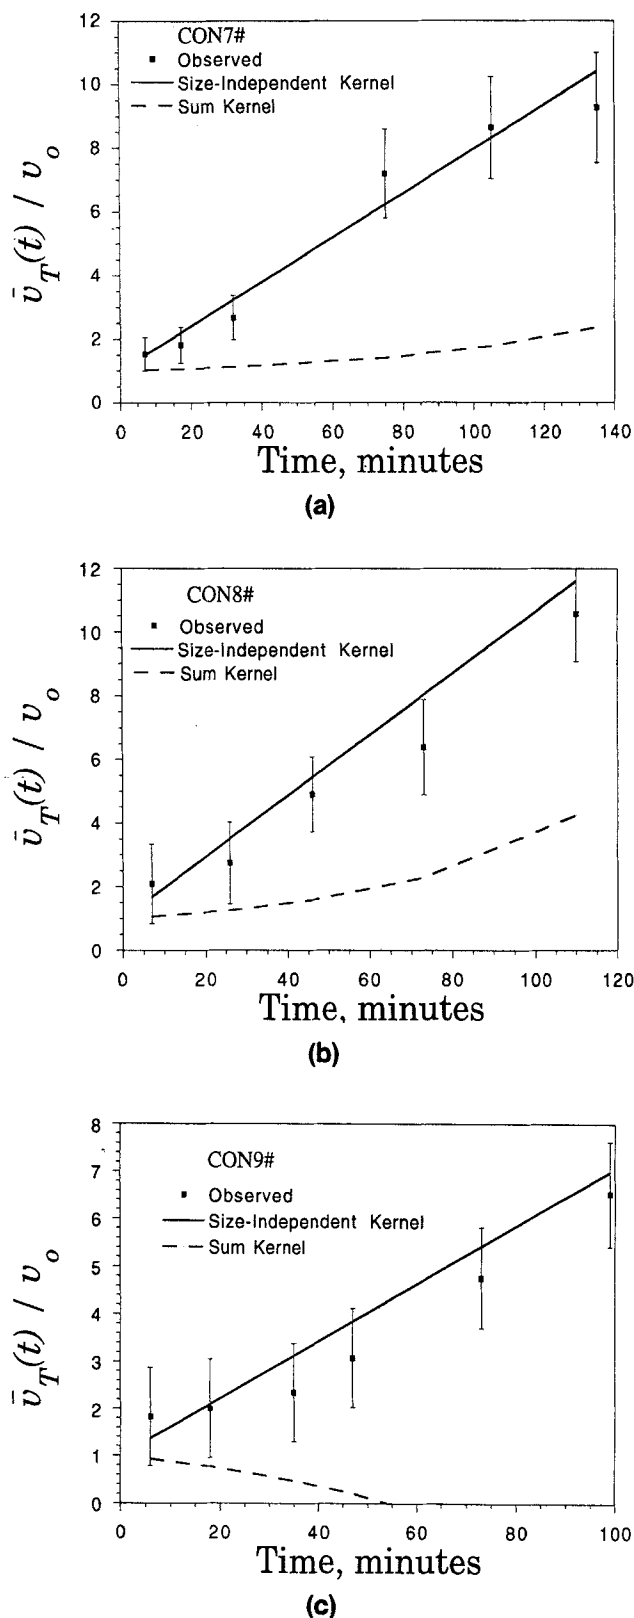 12
CON7#
Observed
Size-Independent Kernel
Sum Kernel
10
8
6
4
2
0
v̄_T(t) / v_o
0 20 40 60 80 100 120 140
Time, minutes
(a)
12
CON8#
Observed
Size-Independent Kernel
Sum Kernel
10
8
6
4
2
0
v̄_T(t) / v_o
0 20 40 60 80 100 120
Time, minutes
(b)
8
CON9#
Observed
Size-Independent Kernel
Sum Kernel
7
6
5
4
3
2
1
0
v̄_T(t) / v_o
0 20 40 60 80 100
Time, minutes
(c)